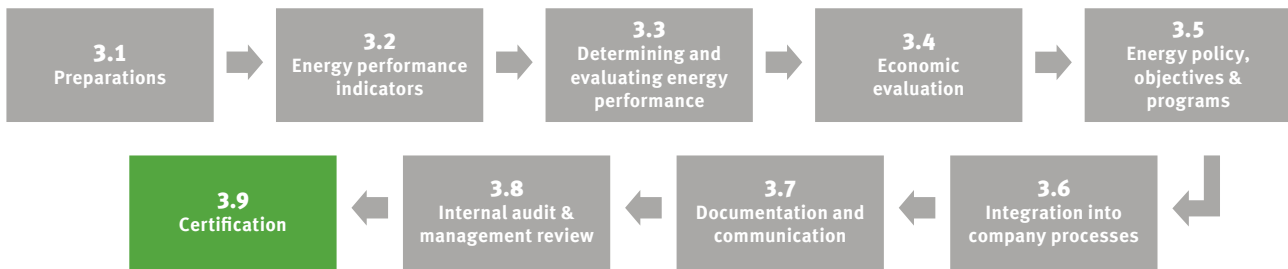 3.1
Preparations
3.2
Energy performance
indicators
3.3
Determining and
evaluating energy
performance
3.4
Economic
evaluation
3.5
Energy policy,
objectives &
programs
3.6
Integration into
company processes
3.7
Documentation and
communication
3.8
Internal audit &
management review
3.9
Certification